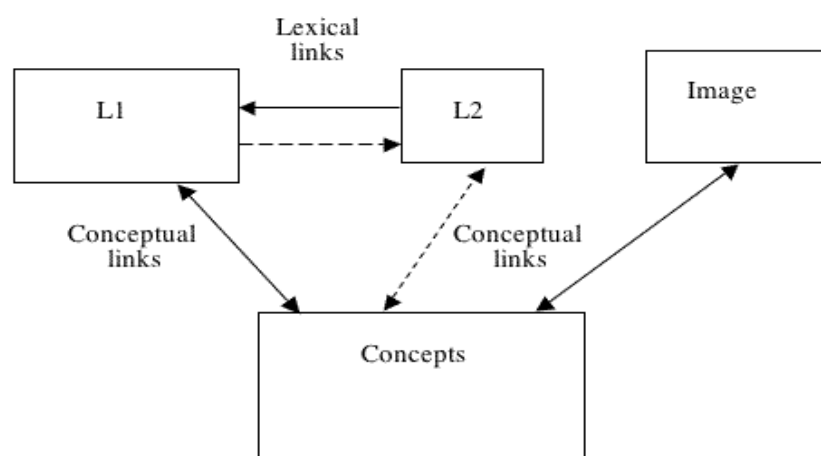 Lexical
links
L1
L2
Image
Conceptual
links
Conceptual
links
Concepts